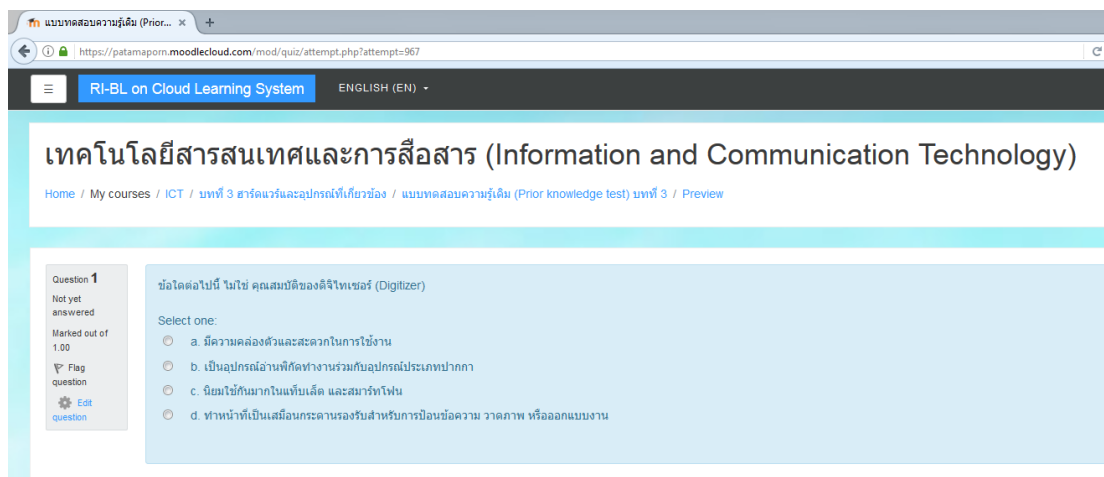 แบบทดสอบความรู้เดิม (Prior... × +
https://patamaporn.moodlecloud.com/mod/quiz/attempt.php?attempt=967
RI-BL on Cloud Learning System ENGLISH (EN)
เทคโนโลยีสารสนเทศและการสื่อสาร (Information and Communication Technology)
Home / My courses / ICT / บทที่ 3 ฮาร์ดแวร์และอุปกรณ์ที่เกี่ยวข้อง / แบบทดสอบความรู้เดิม (Prior knowledge test) บทที่ 3 / Preview
Question 1
Not yet
answered
Marked out of
1.00
Flag
question
Edit
question
ข้อใดต่อไปนี้ ไม่ใช่ คุณสมบัติของดิจิไทเซอร์ (Digitizer)
Select one:
a. มีความคล่องตัวและสะดวกในการใช้งาน
b. เป็นอุปกรณ์อ่านพิกัดทำงานร่วมกับอุปกรณ์ประเภทปากกา
c. นิยมใช้กันมากในแท็บเล็ต และสมาร์ทโฟน
d. ทำหน้าที่เป็นเสมือนกระดานรองรับสำหรับการป้อนข้อความ วาดภาพ หรือออกแบบงาน